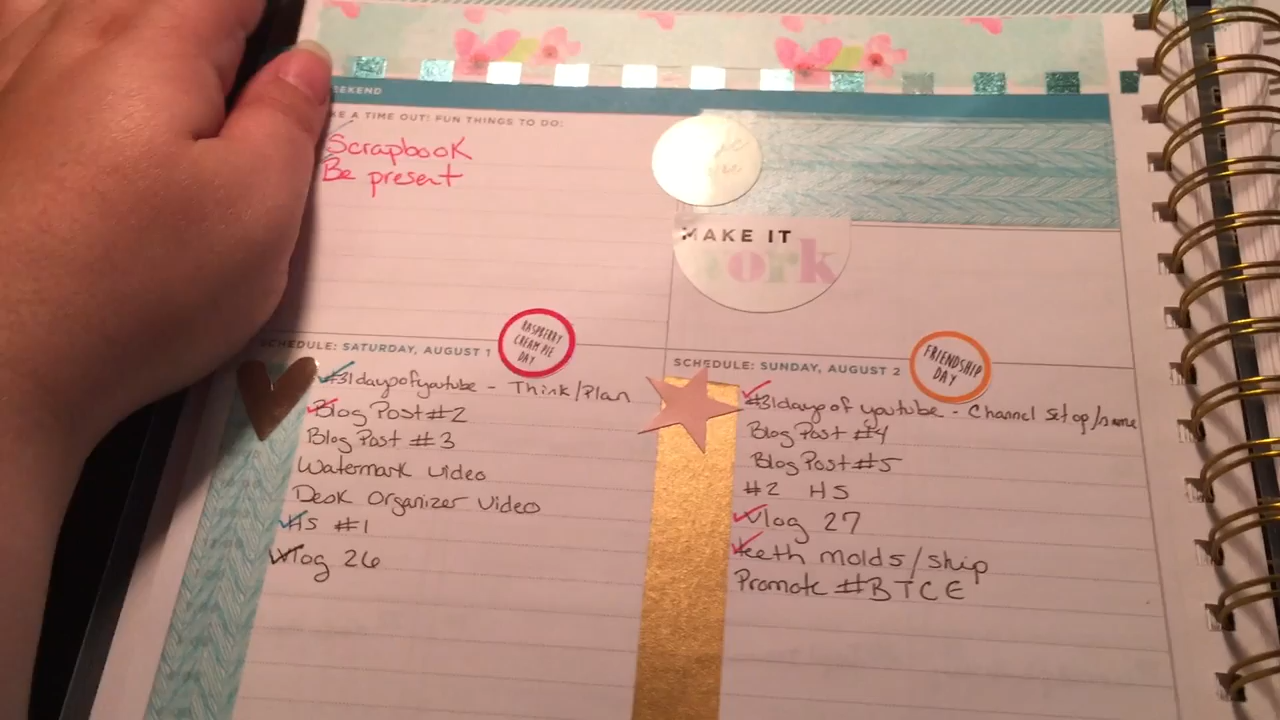 EEKEND
KE A TIME OUT: FUN THINGS TO DO:
Scrapbook
Be present
MAKE IT
work
SCHEDULE: SATURDAY, AUGUST 1
RASPBERRY
CREAM PIE
DAY
#31daysofyoutube - Think/Plan
Blog Post #2
Blog Post #3
Watermark video
Desk Organizer Video
HS #1
Vlog 26
SCHEDULE: SUNDAY, AUGUST 2
FRIENDSHIP
DAY
#31days of youtube - Channel set up/name
Blog Post #4
Blog Post #5
#2 HS
Vlog 27
teeth molds/ship
Promote #BTCE